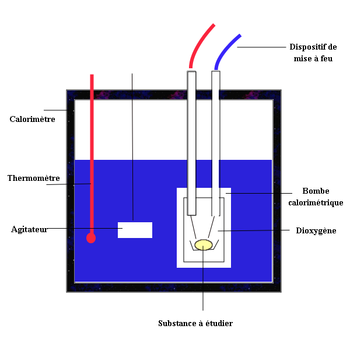 Dispositif de
mise à feu
Calorimètre
Thermomètre
Bombe
calorimétrique
Agitateur
Dioxygène
Substance à étudier